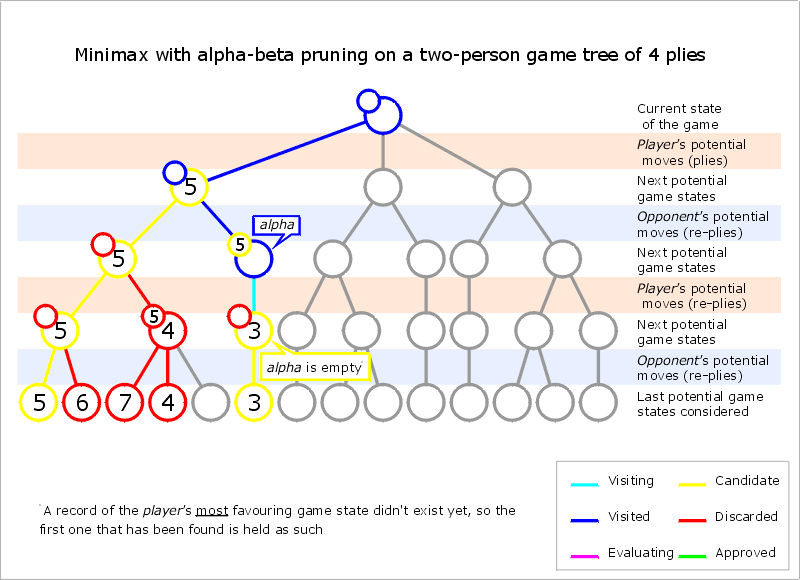 Minimax with alpha-beta pruning on a two-person game tree of 4 plies
Current state
of the game
Player's potential
moves (plies)
5
Next potential
game states
alpha
Opponent's potential
moves (re-plies)
5
5
Next potential
game states
Player's potential
moves (re-plies)
5
5
4
3
Next potential
game states
alpha is empty*
Opponent's potential
moves (re-plies)
5
6
7
4
3
Last potential game
states considered
*A record of the player's most favouring game state didn't exist yet, so the
first one that has been found is held as such
Visiting
Candidate
Visited
Discarded
Evaluating
Approved